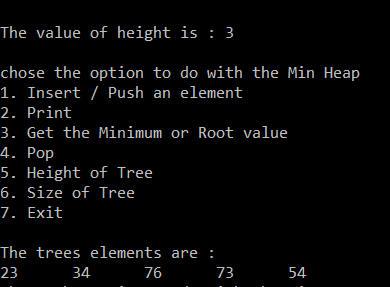 The value of height is : 3
chose the option to do with the Min Heap
1. Insert / Push an element
2. Print
3. Get the Minimum or Root value
4. Pop
5. Height of Tree
6. Size of Tree
7. Exit
The trees elements are :
23 34 76 73 54